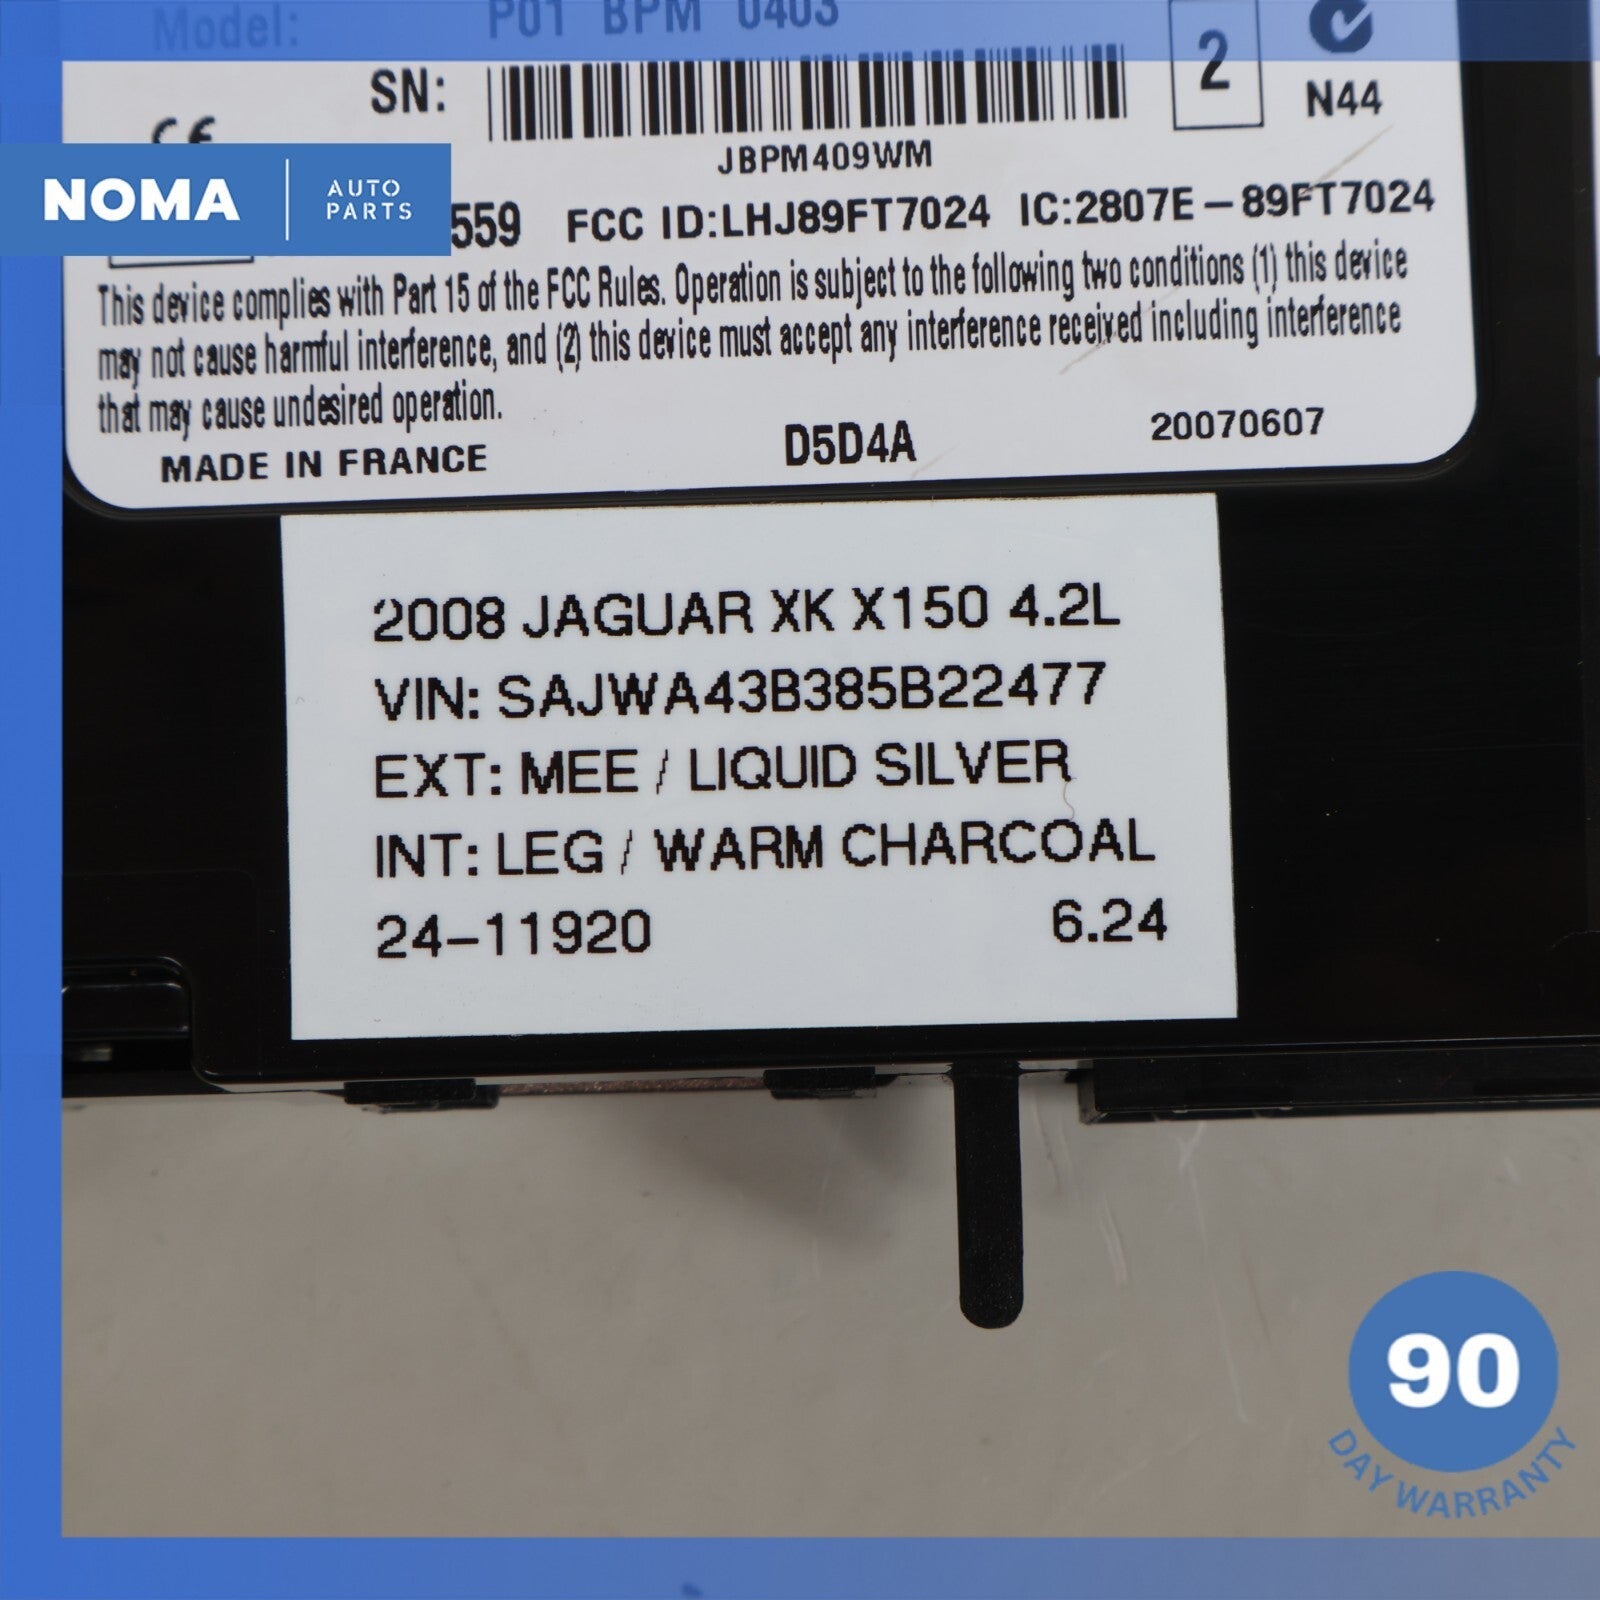 Model: P01 BPM 0403
SN:
2
N44
JBPM409WM
CE
NOMA AUTO PARTS
559 FCC ID:LHJ89FT7024 IC:2807E-89FT7024
This device complies with Part 15 of the FCC Rules. Operation is subject to the following two conditions (1) this device
may not cause harmful interference, and (2) this device must accept any interference received including interference
that may cause undesired operation.
MADE IN FRANCE D5D4A 20070607
2008 JAGUAR XK X150 4.2L
VIN: SAJWA43B385B22477
EXT: MEE / LIQUID SILVER
INT: LEG / WARM CHARCOAL
24-11920 6.24
90
DAY WARRANTY